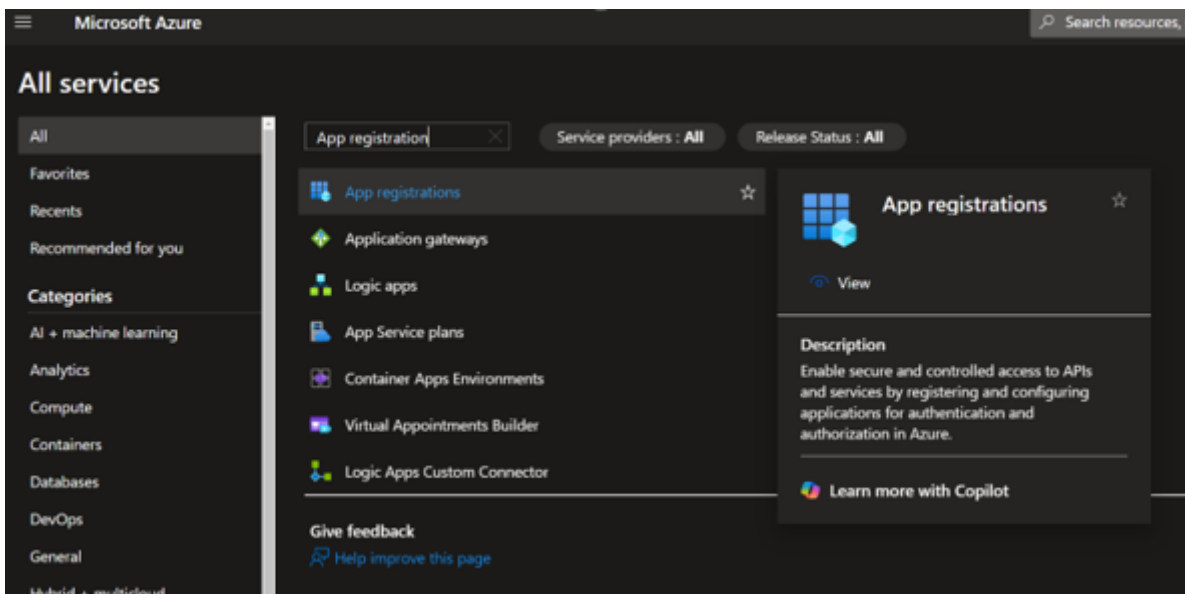 Microsoft Azure
Search resources,
All services
All
Favorites
Recents
Recommended for you
Categories
AI + machine learning
Analytics
Compute
Containers
Databases
DevOps
General
Hybrid + multicloud
App registration
Service providers : All
Release Status : All
App registrations
Application gateways
Logic apps
App Service plans
Container Apps Environments
Virtual Appointments Builder
Logic Apps Custom Connector
Give feedback
Help improve this page
App registrations
View
Description
Enable secure and controlled access to APIs
and services by registering and configuring
applications for authentication and
authorization in Azure.
Learn more with Copilot